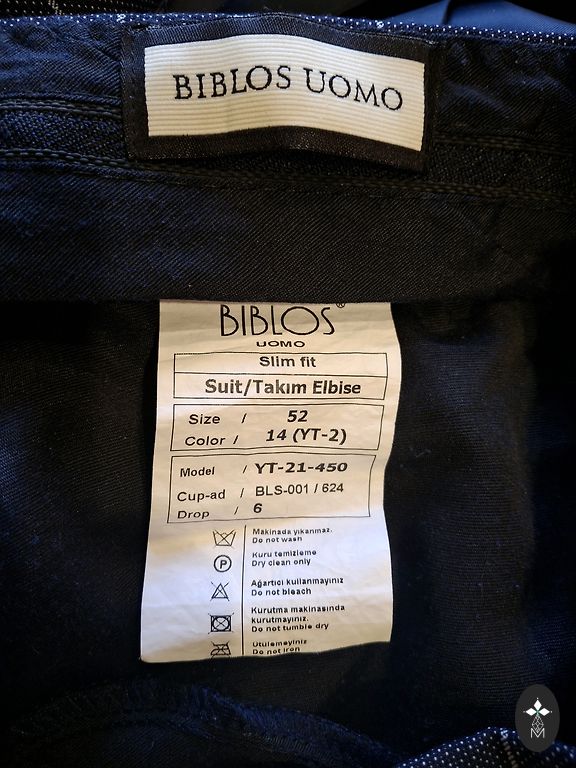 BIBLOS UOMO
BIBLOS®
UOMO
Slim fit
Suit/Takım Elbise
Size / 52
Color / 14 (YT-2)
Model / YT-21-450
Cup-ad / BLS-001 / 624
Drop / 6
Makinada yıkanmaz.
Do not wash
P
Kuru temizleme
Dry clean only
Ağartıcı kullanmayınız
Do not bleach
Kurutma makinasında
kurutmayınız.
Do not tumble dry
Ütülemeyiniz
Do not iron
M